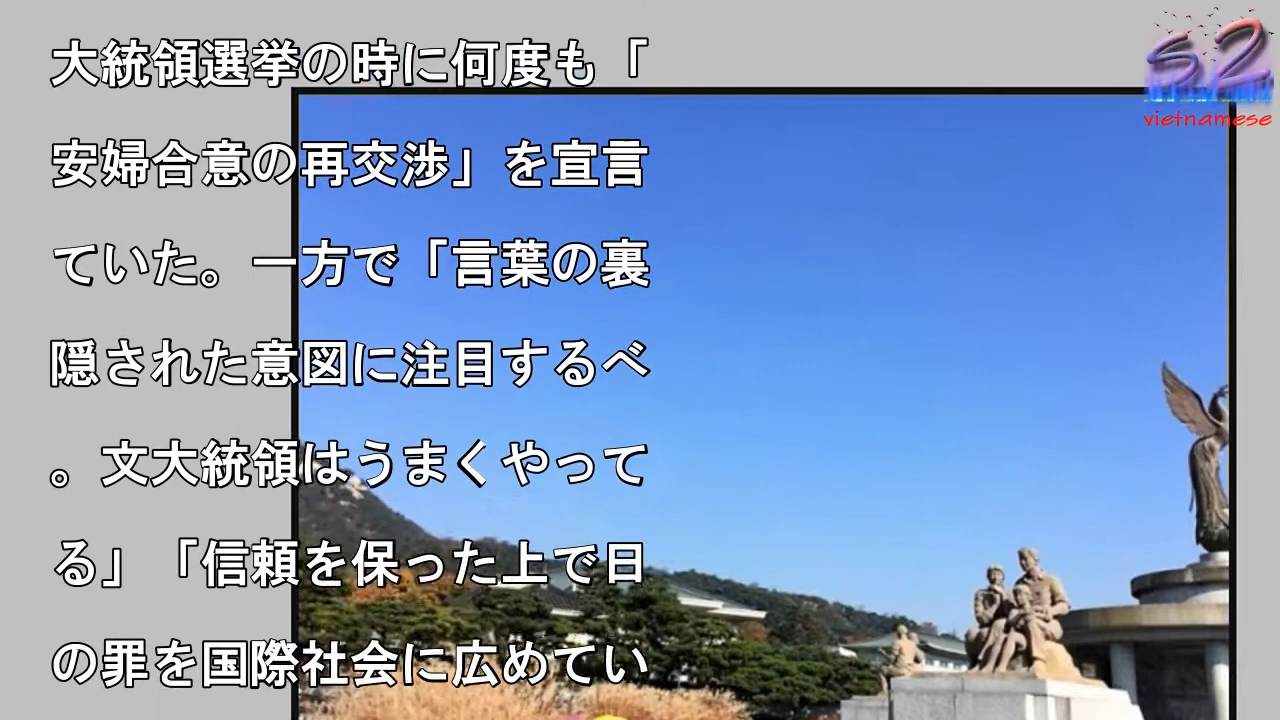 大統領選挙の時に何度も「
安婦合意の再交渉」を宣言
ていた。一方で「言葉の裏
隠された意図に注目するべ
。文大統領はうまくやって
る」「信頼を保った上で日
の罪を国際社会に広めてい
s2
vietnamese